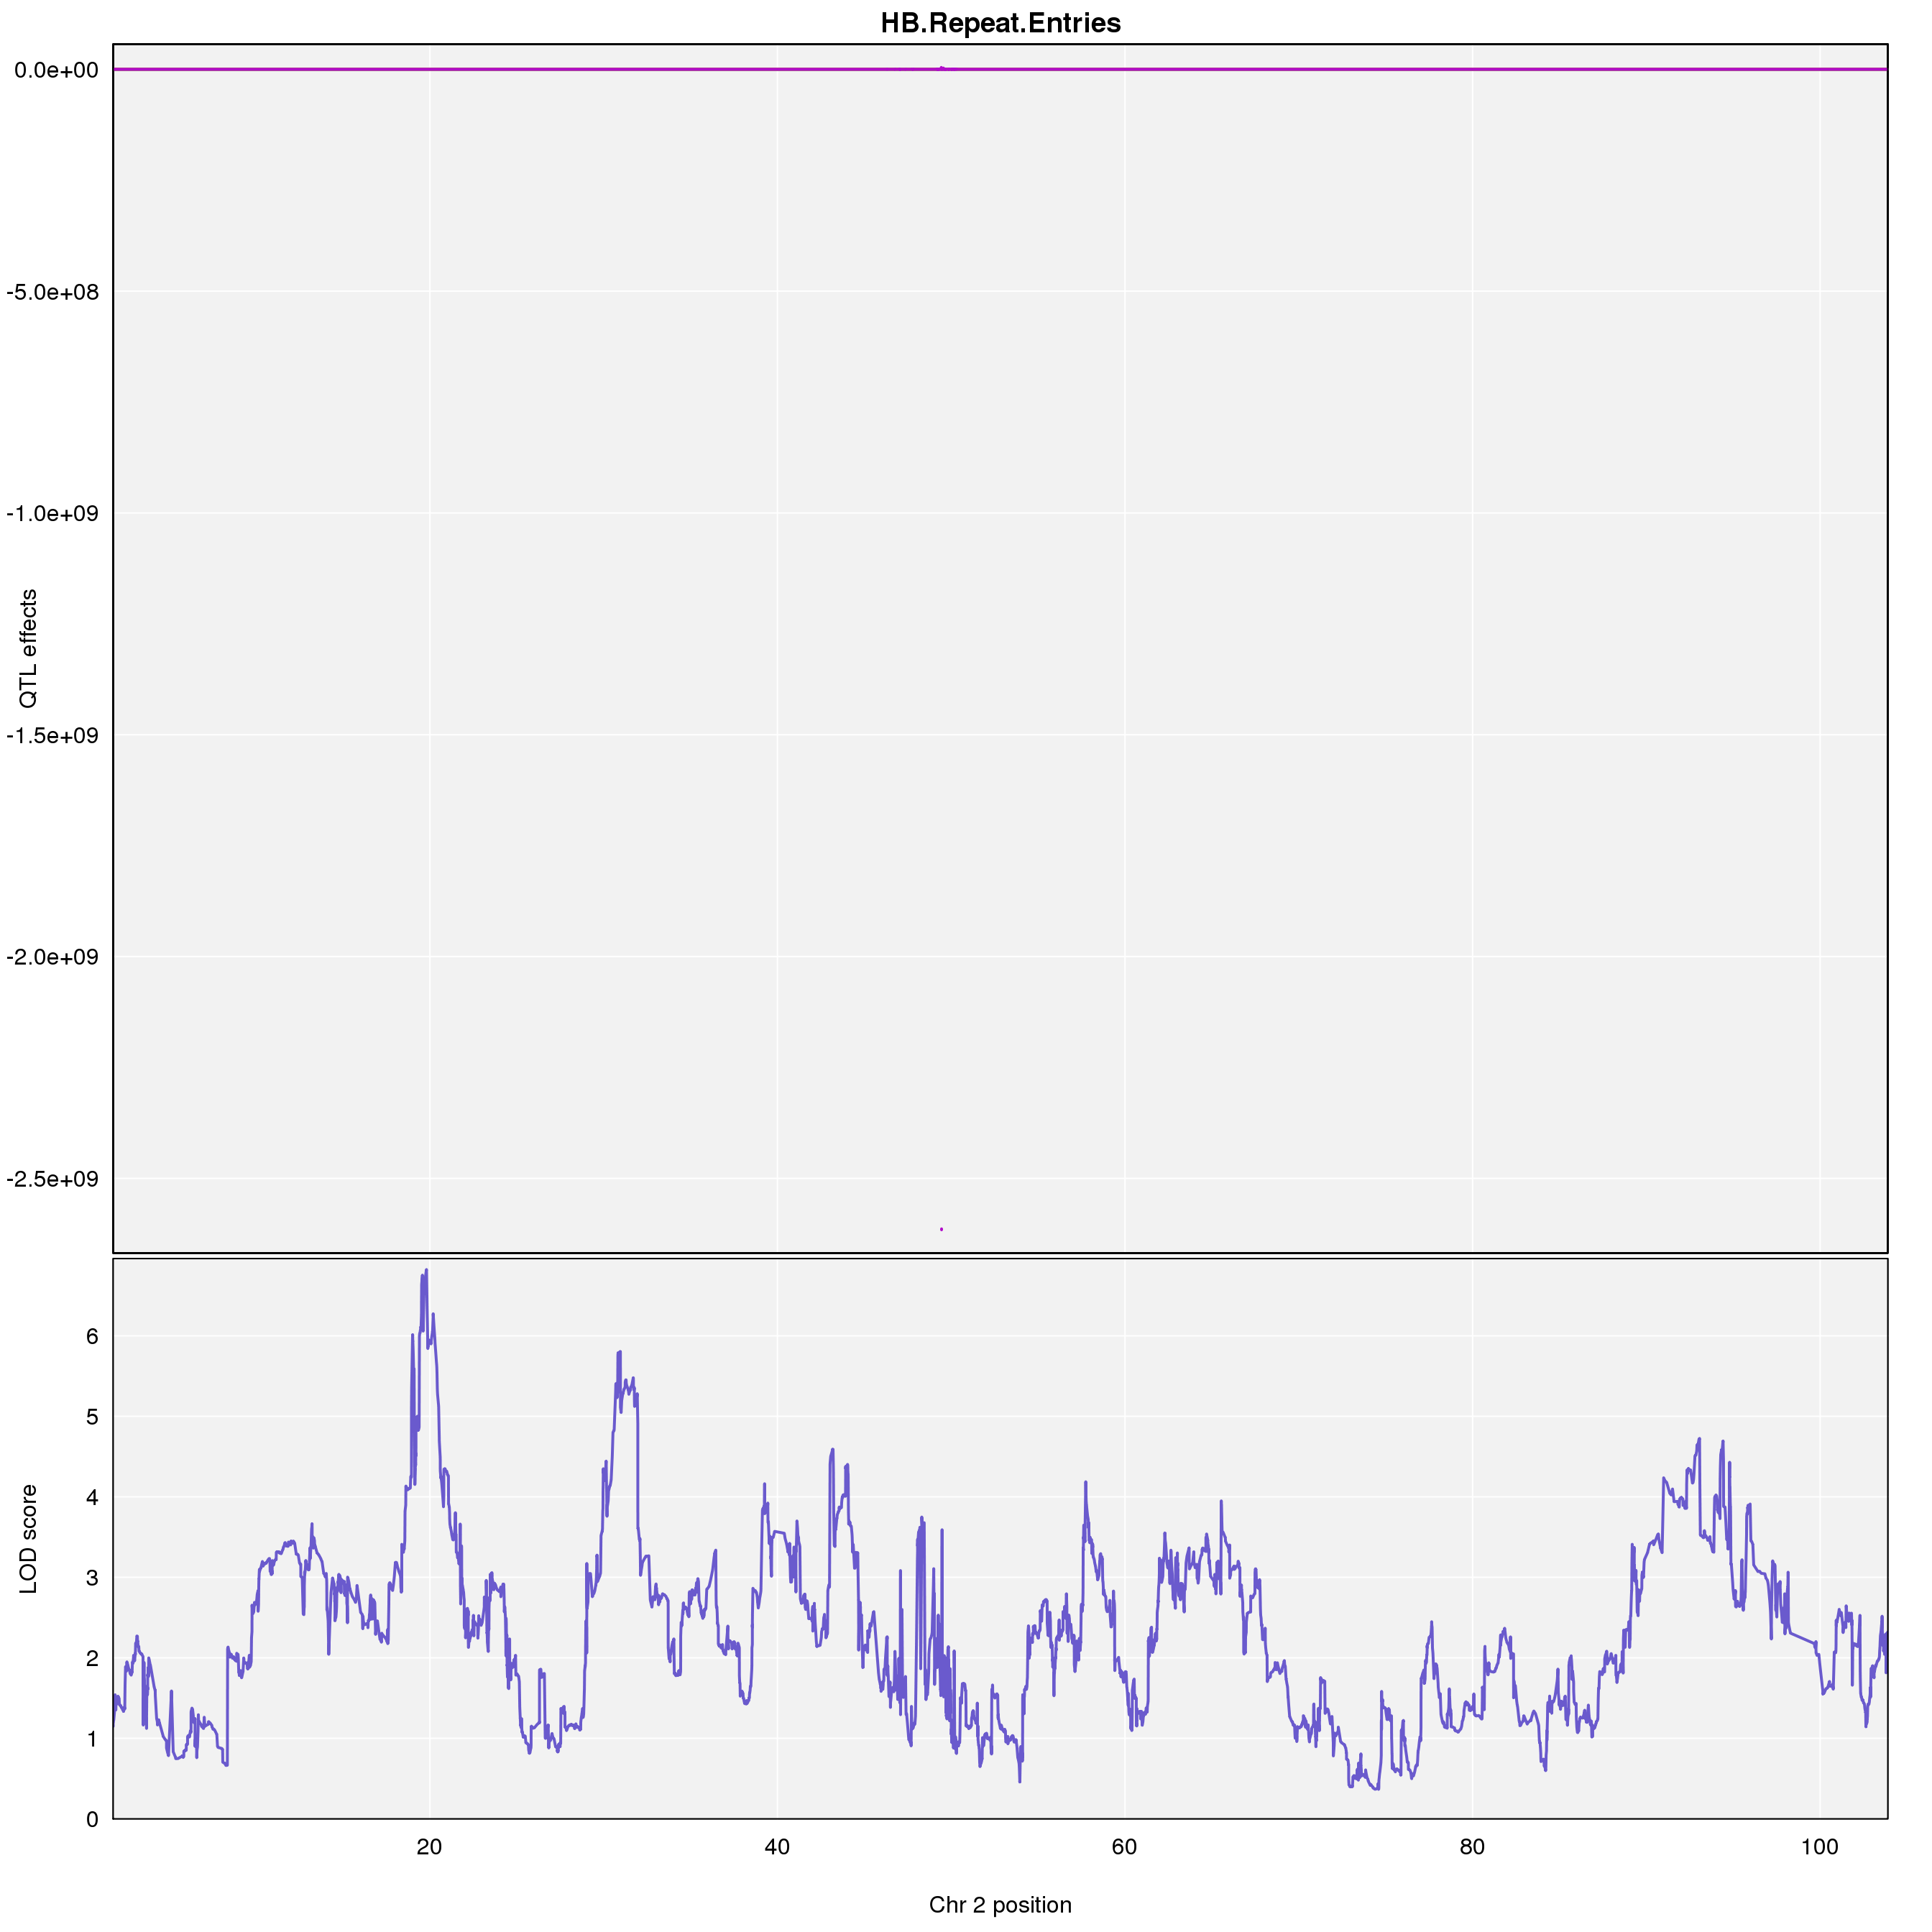 HB.Repeat.Entries
0.0e+00
-5.0e+08
-1.0e+09
-1.5e+09
-2.0e+09
-2.5e+09
QTL effects
6
5
4
3
2
1
0
LOD score
20 40 60 80 100
Chr 2 position